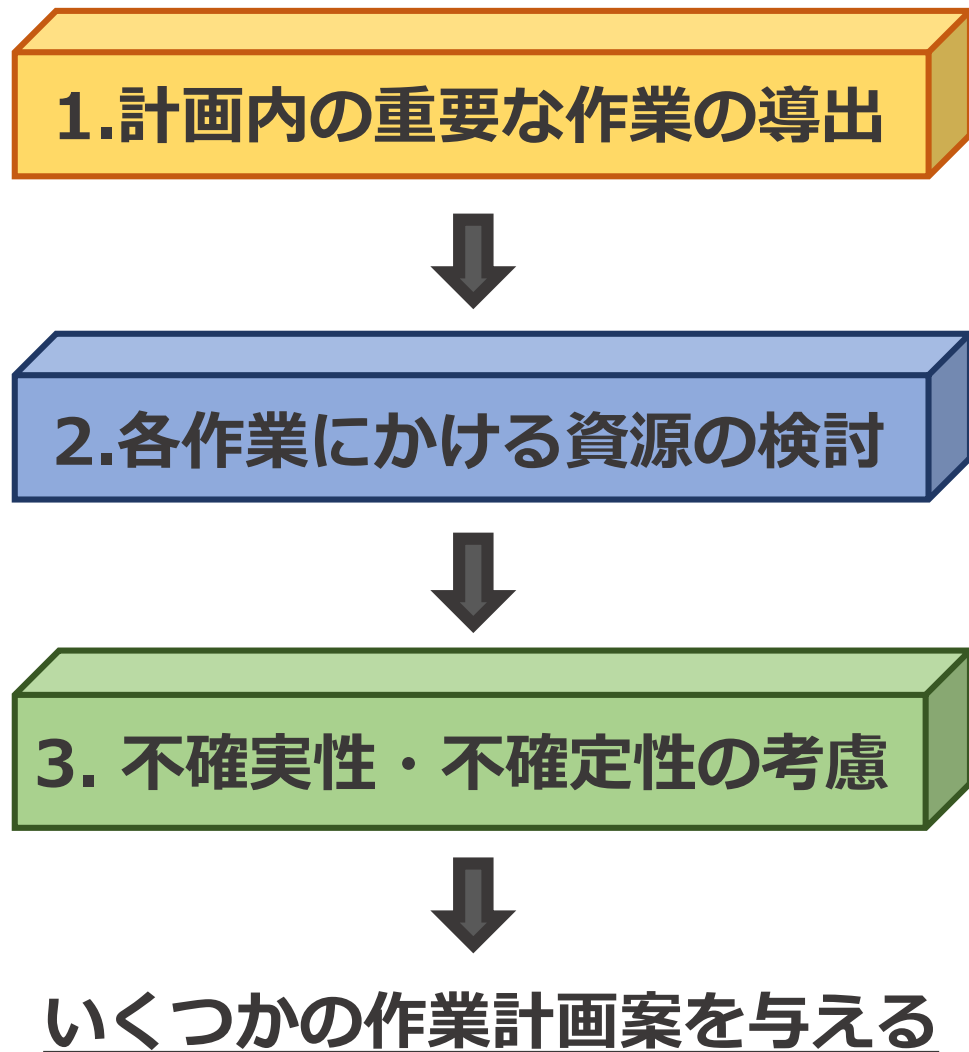 1.計画内の重要な作業の導出
2.各作業にかける資源の検討
3. 不確実性・不確定性の考慮
いくつかの作業計画案を与える